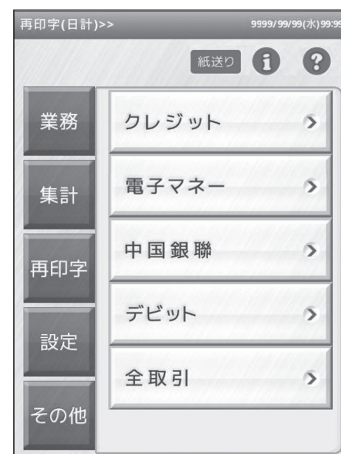 再印字(日計)>> 9999/99/99(水)99:99
紙送り i ?
業務
集計
再印字
設定
その他
クレジット
電子マネー
中国銀聯
デビット
全取引